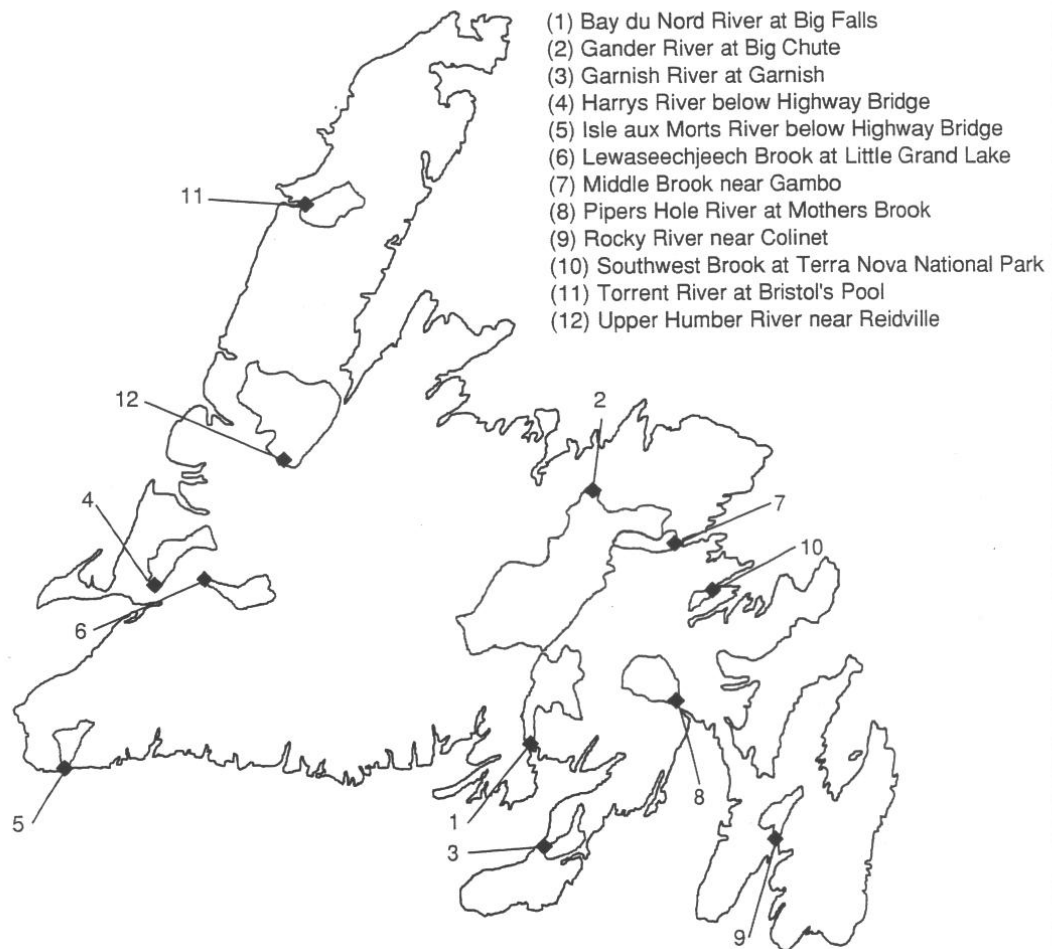 (1) Bay du Nord River at Big Falls
(2) Gander River at Big Chute
(3) Garnish River at Garnish
(4) Harrys River below Highway Bridge
(5) Isle aux Morts River below Highway Bridge
(6) Lewaseechjeech Brook at Little Grand Lake
(7) Middle Brook near Gambo
(8) Pipers Hole River at Mothers Brook
(9) Rocky River near Colinet
(10) Southwest Brook at Terra Nova National Park
(11) Torrent River at Bristol's Pool
(12) Upper Humber River near Reidville
11
12
2
4
7
10
6
8
5
1
3
9